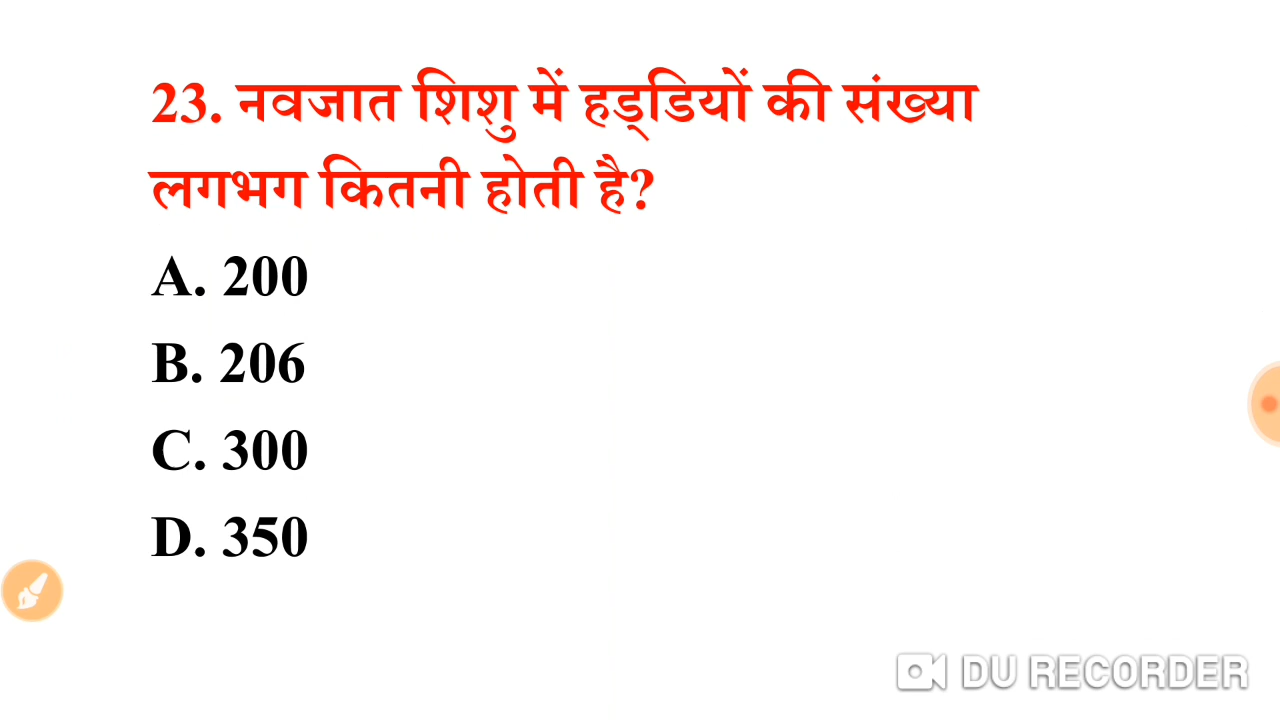 23. नवजात शिशु में हड्डियों की संख्या
लगभग कितनी होती है?
A. 200
B. 206
C. 300
D. 350
DU RECORDER